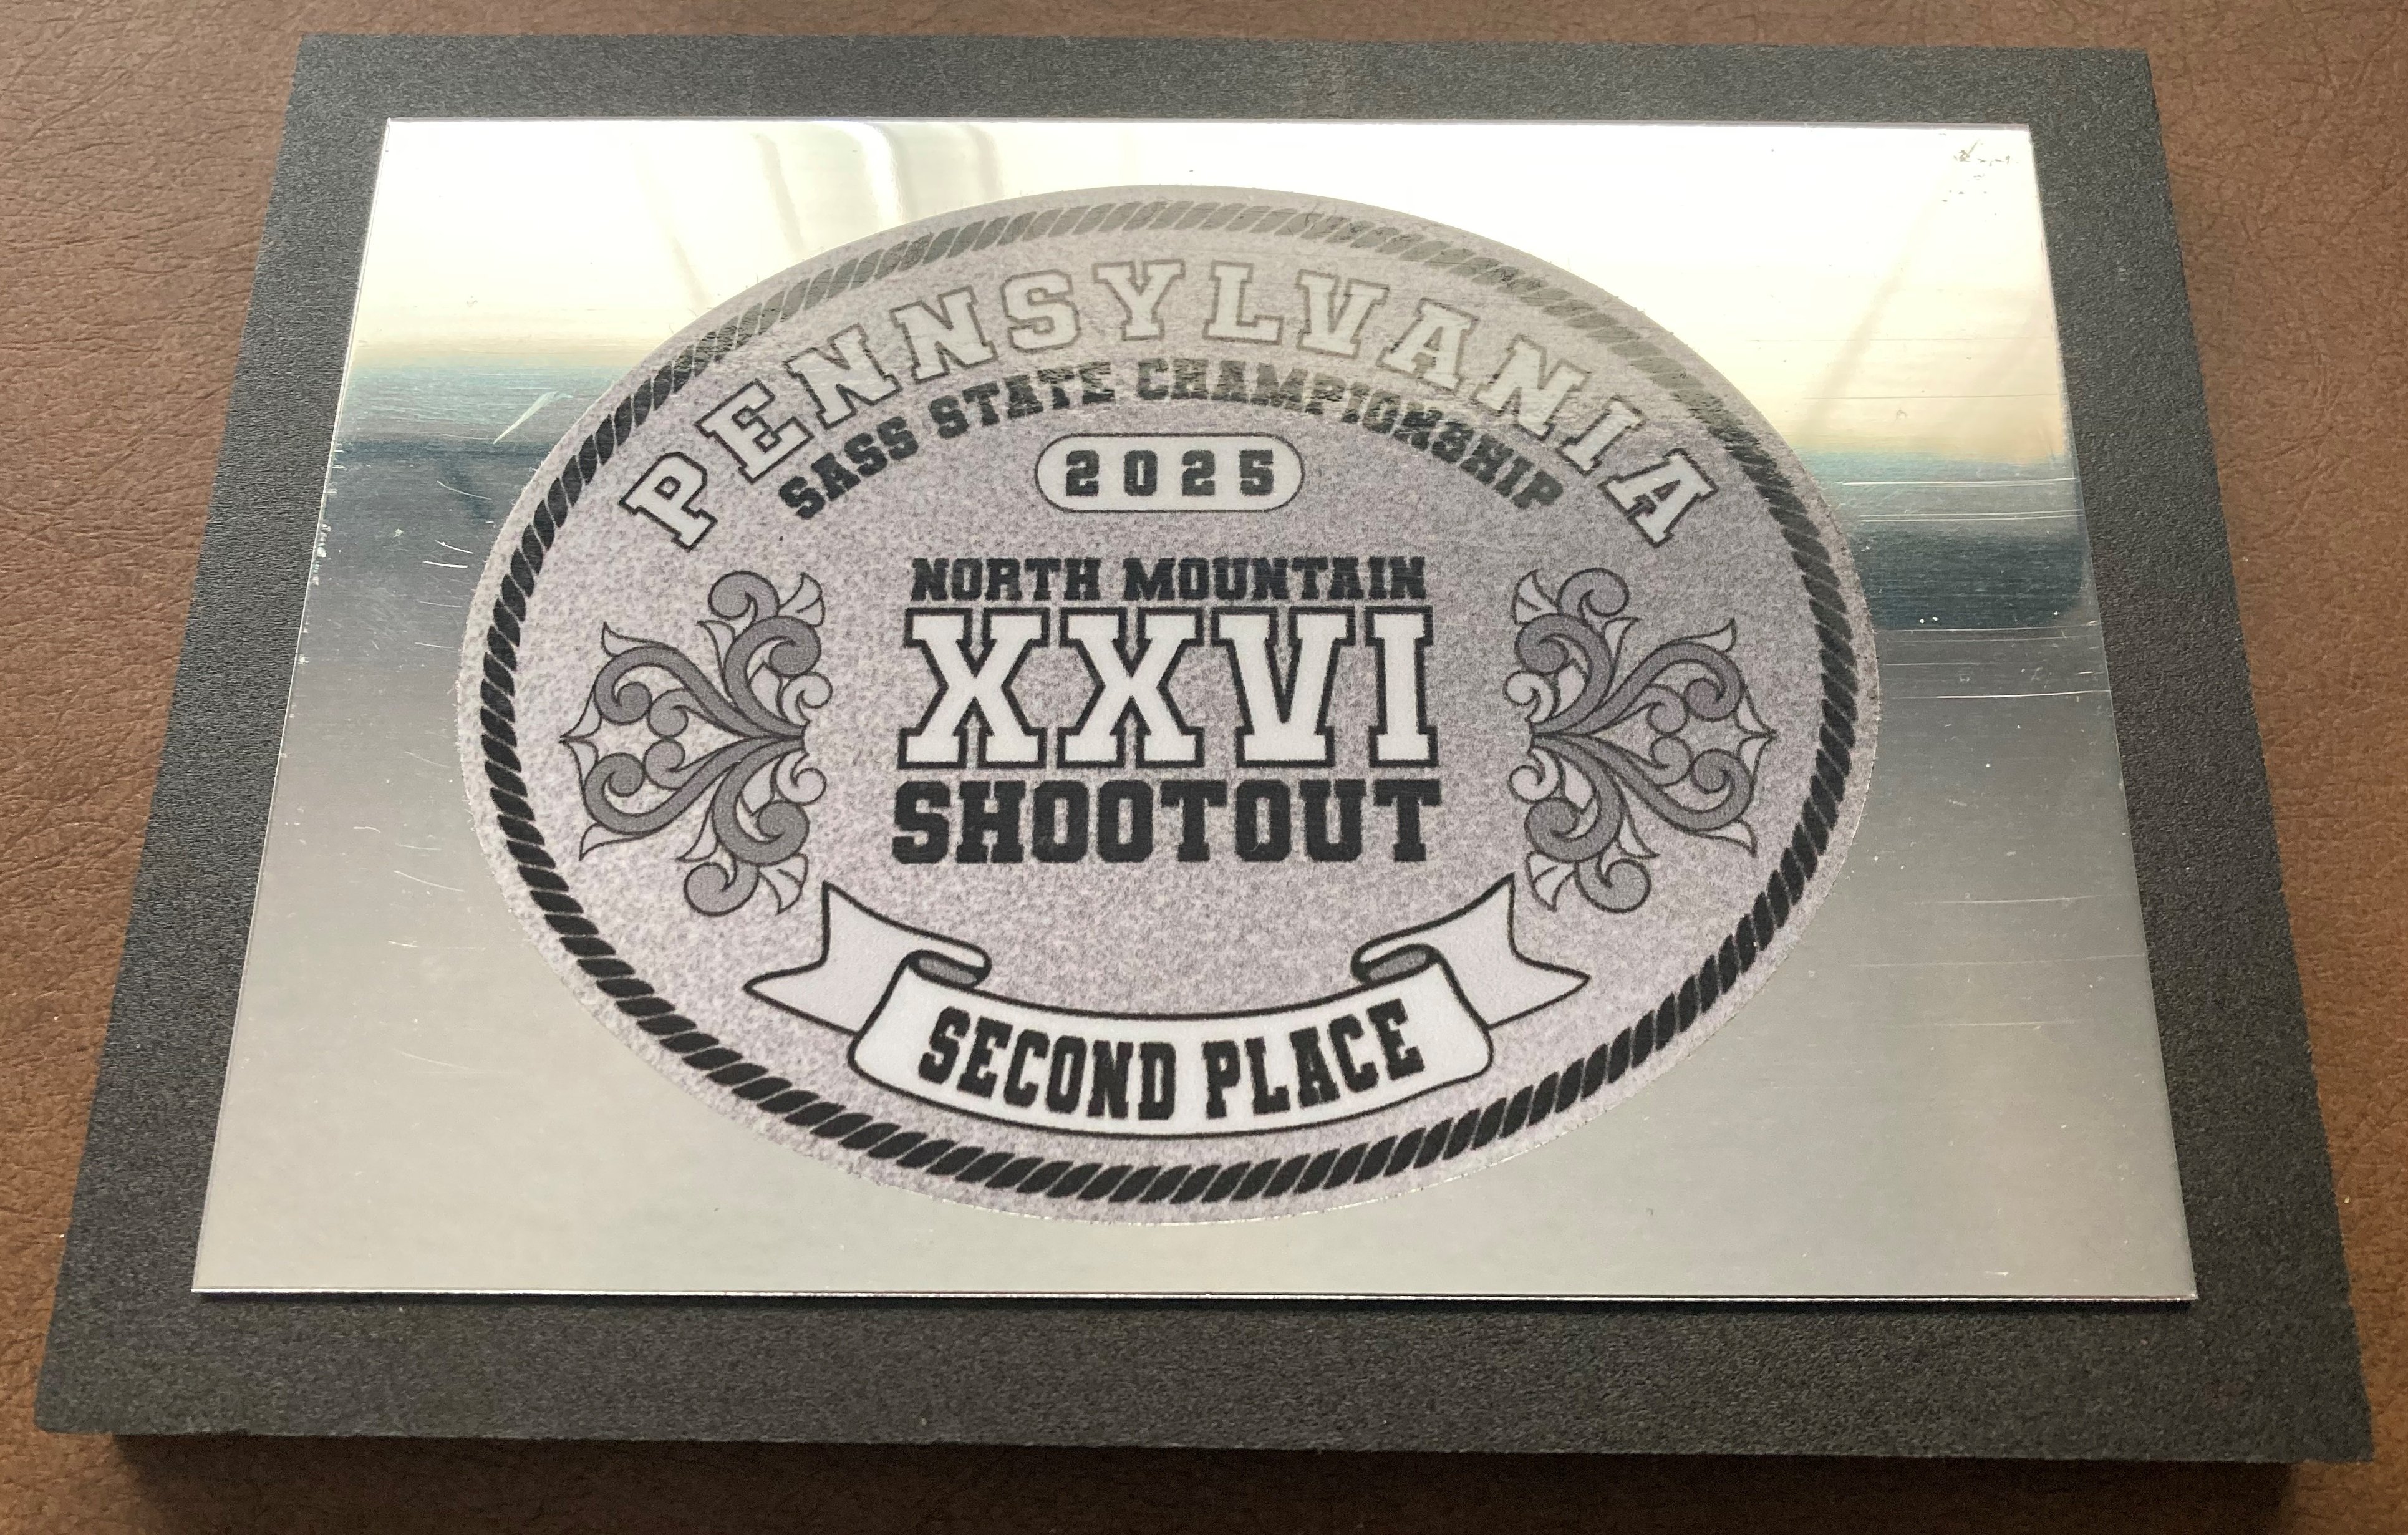 PENNSYLVANIA
SASS STATE CHAMPIONSHIP
2025
NORTH MOUNTAIN
XXVI
SHOOTOUT
SECOND PLACE